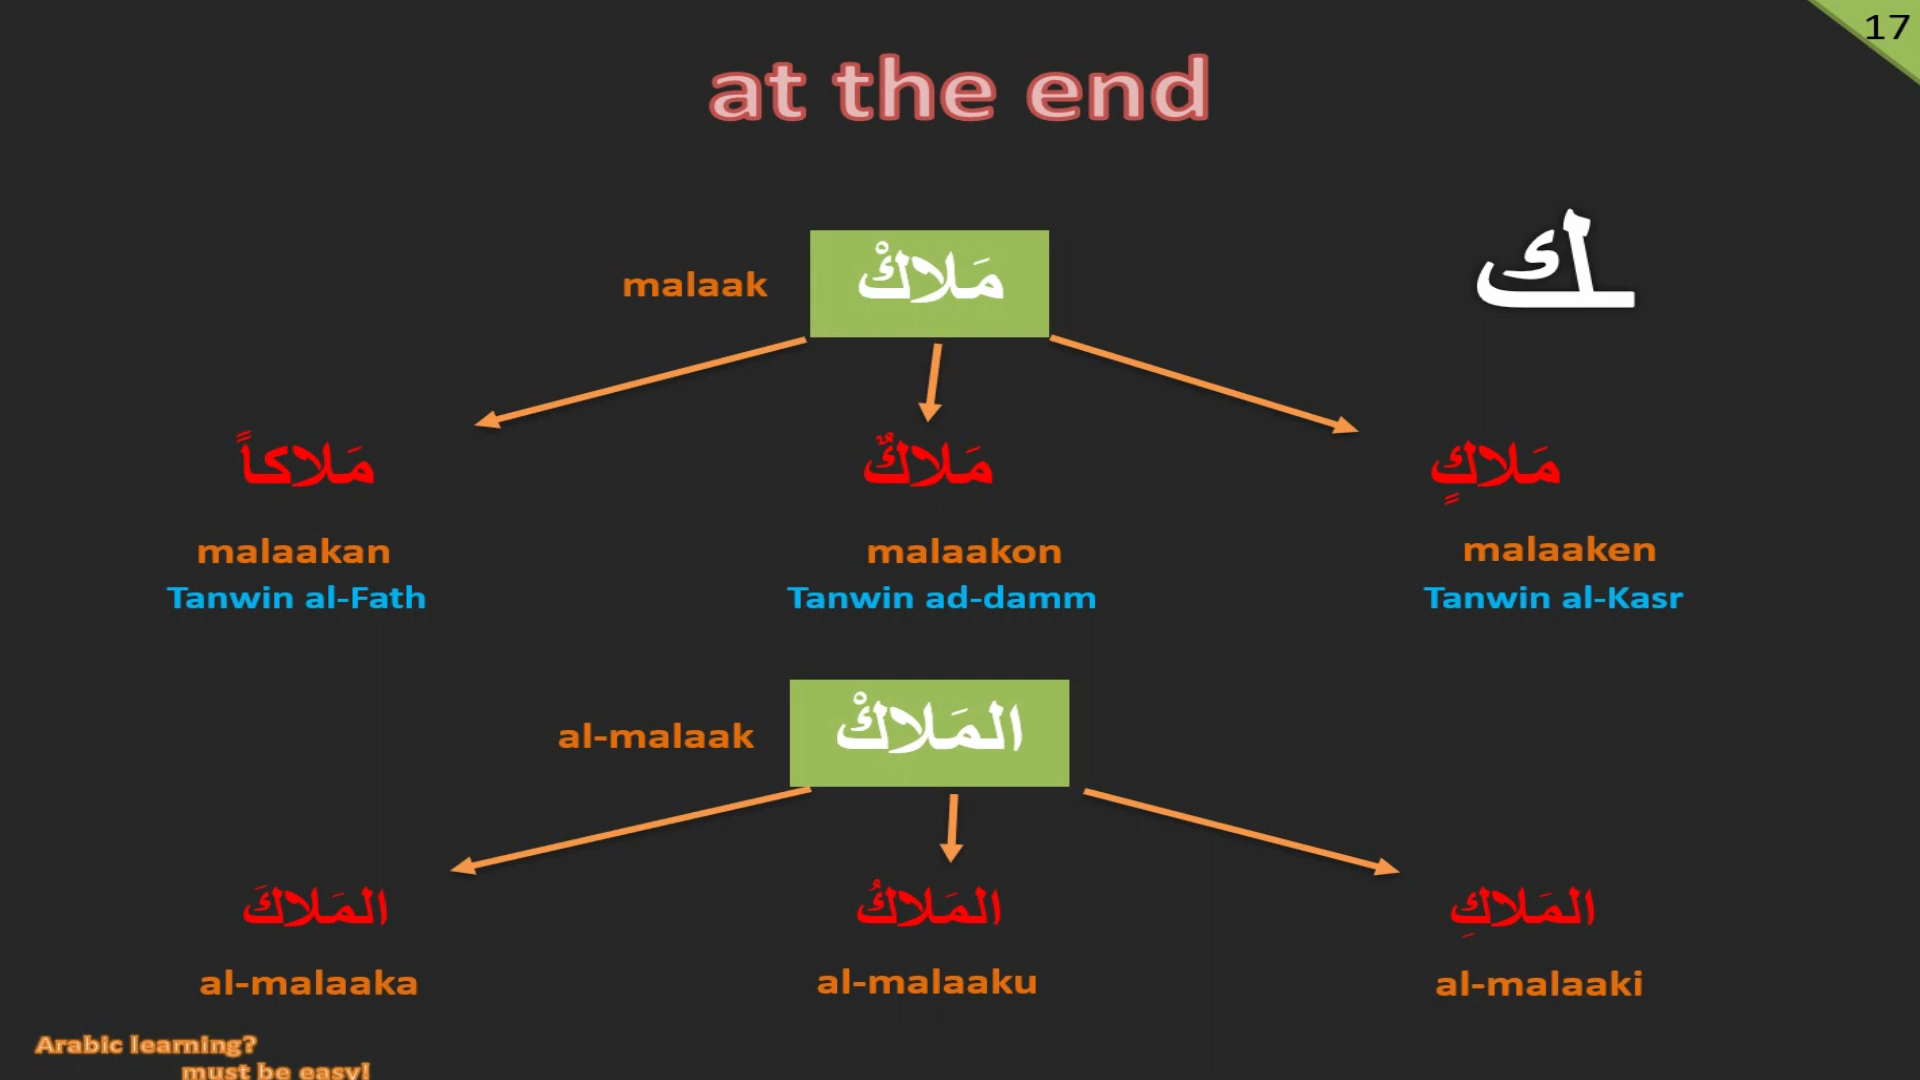 17
at the end
ـك
malaak
مَلاكْ
مَلاكاً
مَلاكٌ
مَلاكٍ
malaakan
malaakon
malaaken
Tanwin al-Fath
Tanwin ad-damm
Tanwin al-Kasr
al-malaak
المَلاكْ
المَلاكَ
المَلاكُ
المَلاكِ
al-malaaka
al-malaaku
al-malaaki
Arabic learning?
must be easy!